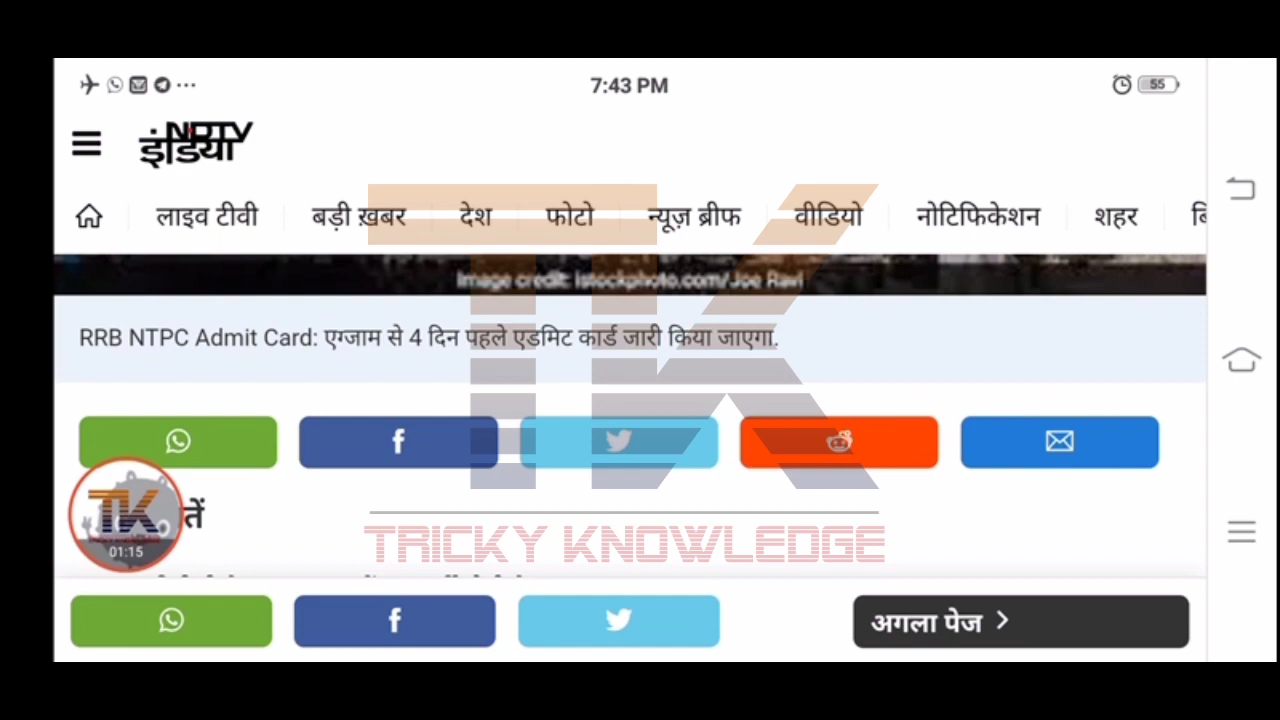 7:43 PM
55
NDTV
इंडिया
लाइव टीवी बड़ी ख़बर देश फोटो न्यूज़ ब्रीफ वीडियो नोटिफिकेशन शहर
Image credit: istockphoto.com/Joe Ravi
RRB NTPC Admit Card: एग्जाम से 4 दिन पहले एडमिट कार्ड जारी किया जाएगा.
TK
TRICKY KNOWLEDGE
TK
01:15
अगला पेज